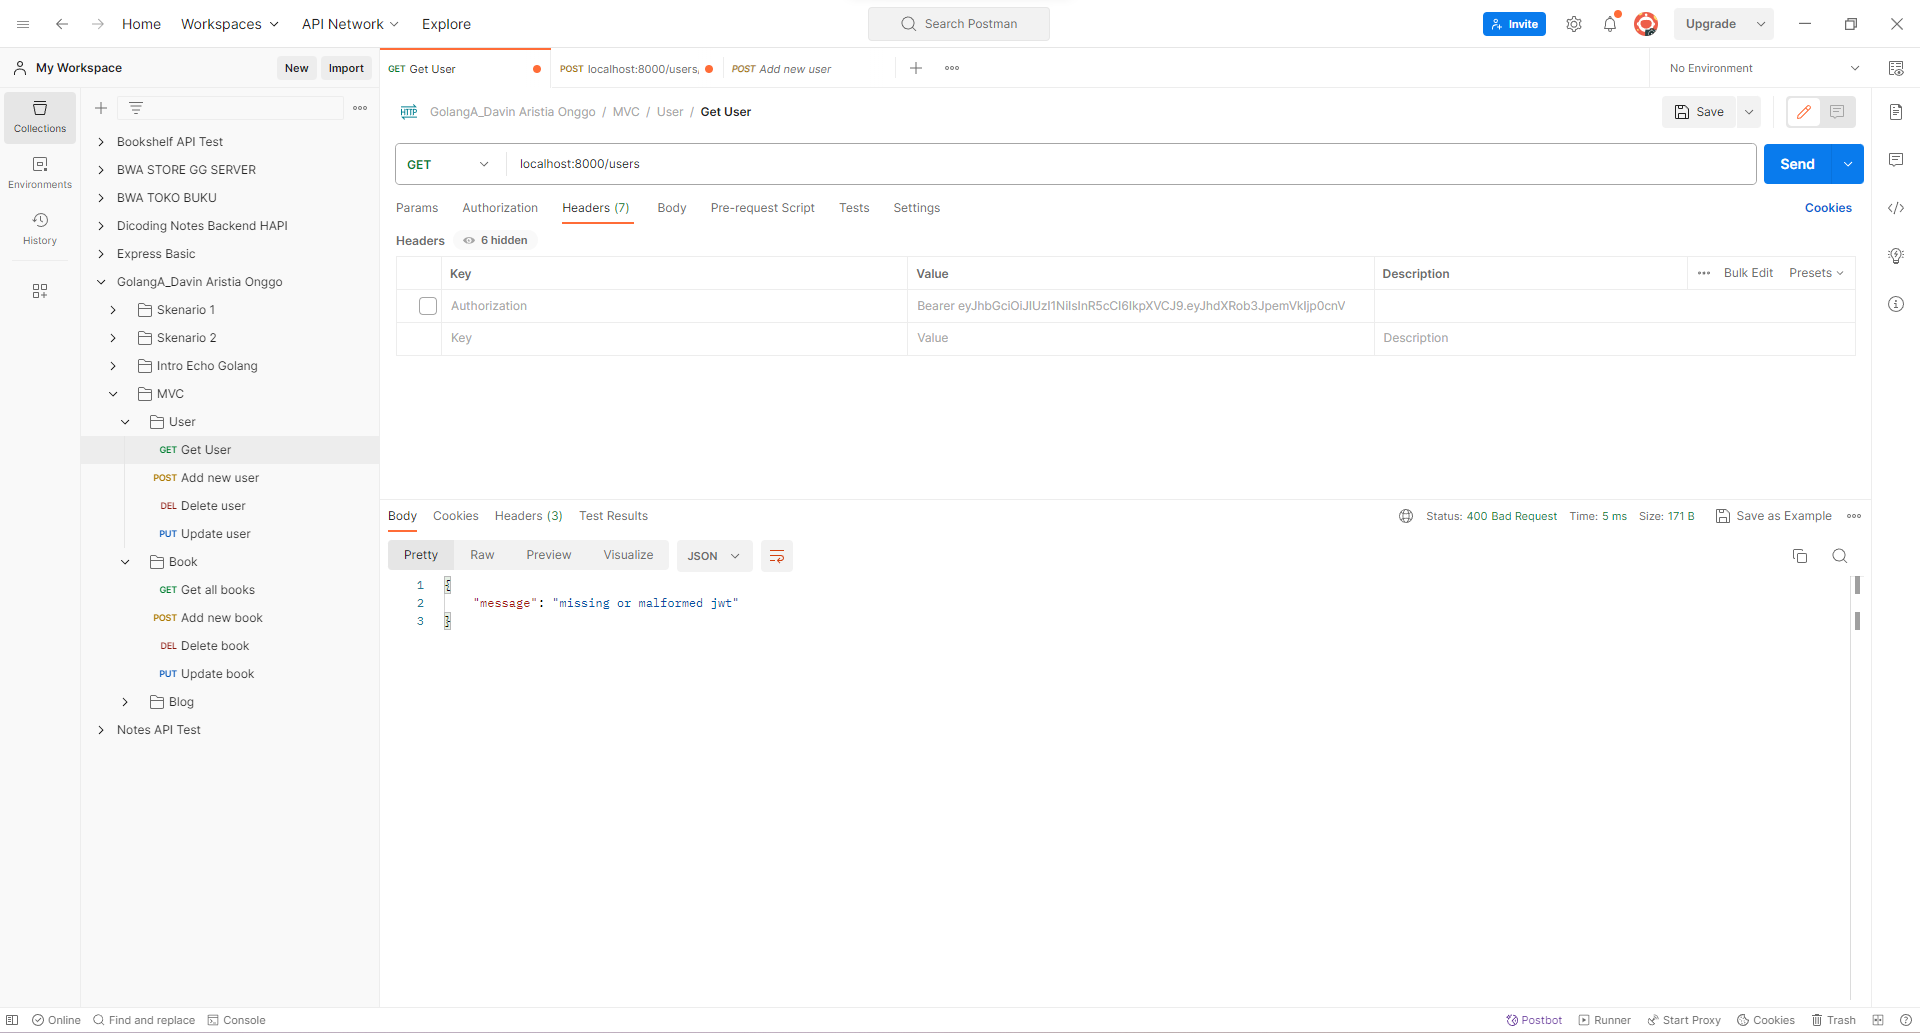 Home Workspaces API Network Explore Search Postman Invite Upgrade
My Workspace New Import GET Get User POST localhost:8000/users, POST Add new user No Environment
Collections
Environments
History
Bookshelf API Test
BWA STORE GG SERVER
BWA TOKO BUKU
Dicoding Notes Backend HAPI
Express Basic
GolangA_Davin Aristia Onggo
Skenario 1
Skenario 2
Intro Echo Golang
MVC
User
GET Get User
POST Add new user
DEL Delete user
PUT Update user
Book
GET Get all books
POST Add new book
DEL Delete book
PUT Update book
Blog
Notes API Test
HTTP GolangA_Davin Aristia Onggo / MVC / User / Get User Save
GET localhost:8000/users Send
Params Authorization Headers (7) Body Pre-request Script Tests Settings Cookies
Headers 6 hidden
Key Value Description Bulk Edit Presets
Authorization Bearer eyJhbGciOiJIUzI1NiIsInR5cCI6IkpXVCJ9.eyJhdXRob3JpemVkIjp0cnV
Key Value Description
Body Cookies Headers (3) Test Results Status: 400 Bad Request Time: 5 ms Size: 171 B Save as Example
Pretty Raw Preview Visualize JSON
1 {
2 "message": "missing or malformed jwt"
3 }
Online Find and replace Console Postbot Runner Start Proxy Cookies Trash